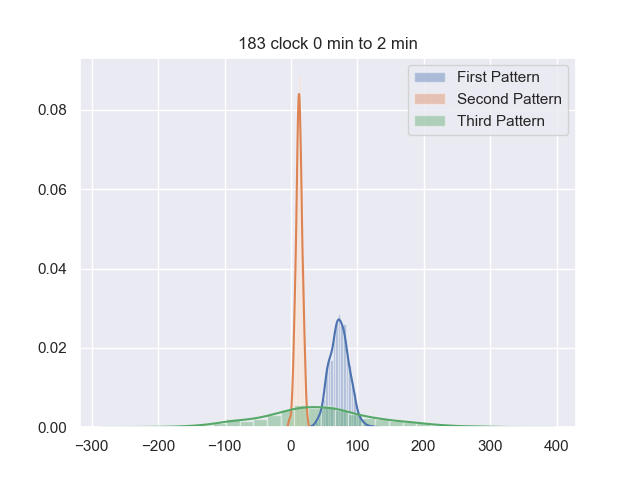 183 clock 0 min to 2 min
First Pattern
Second Pattern
Third Pattern
0.08
0.06
0.04
0.02
0.00
−300 −200 −100 0 100 200 300 400